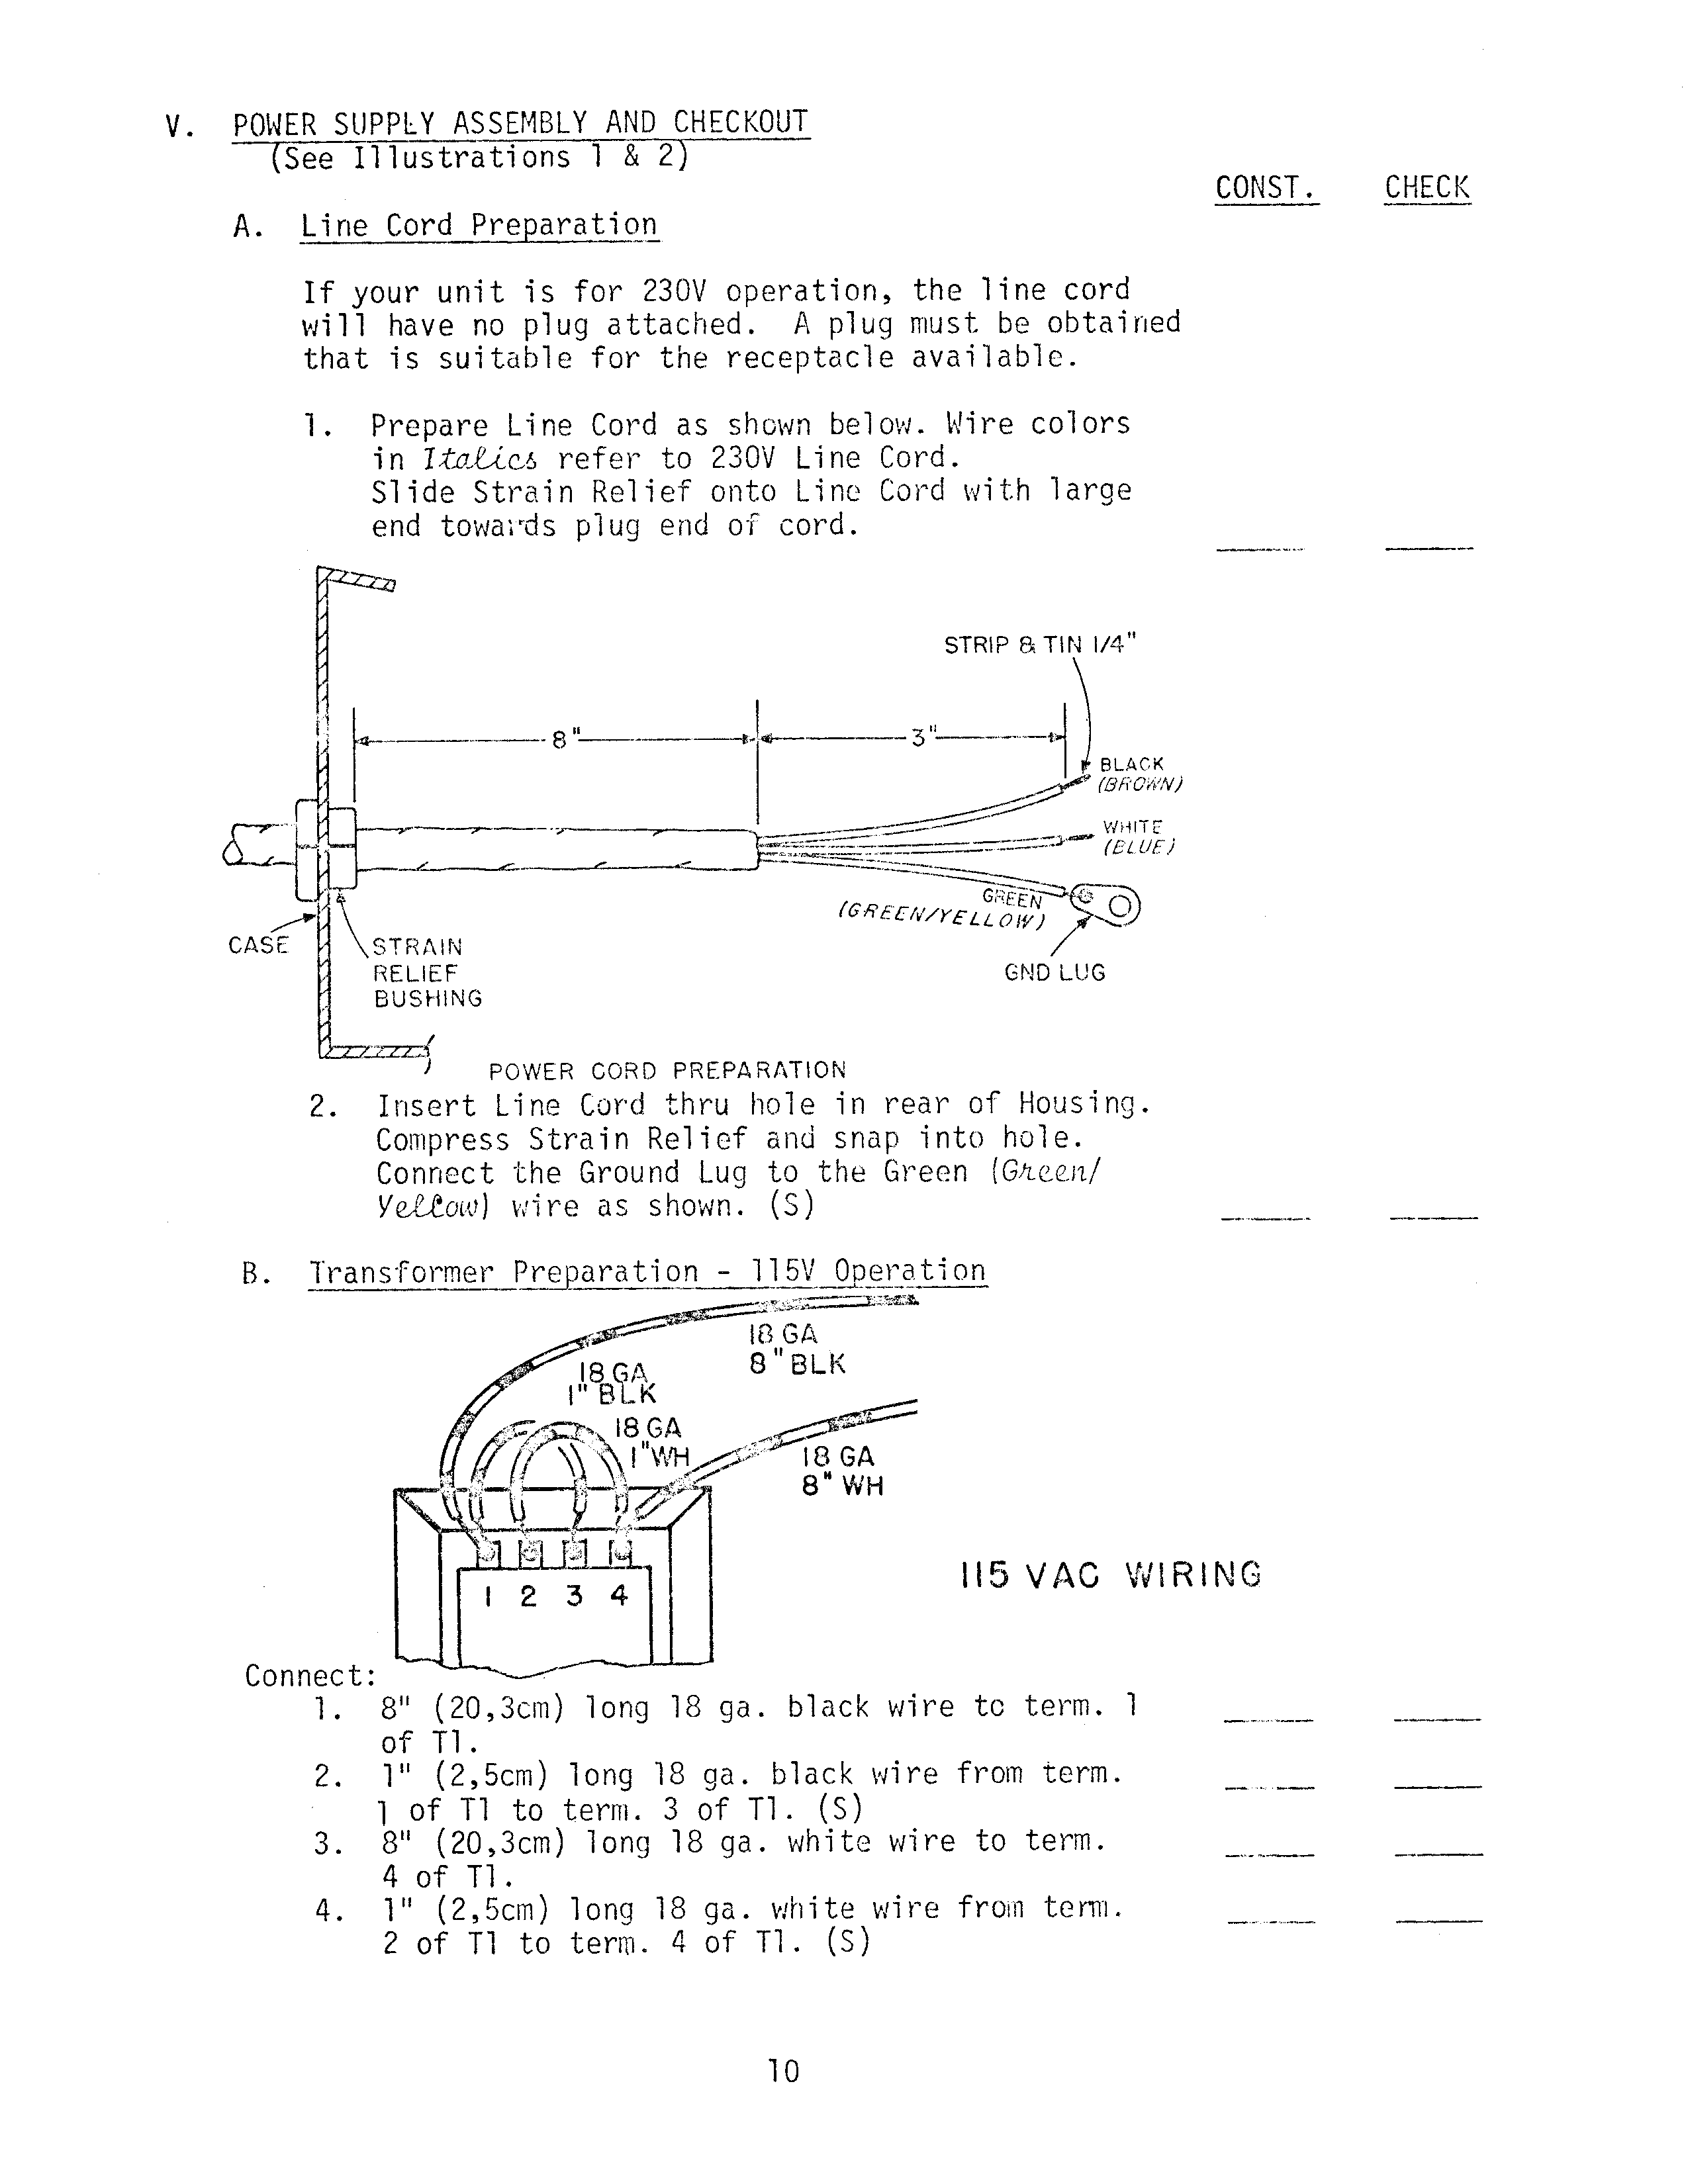 V. POWER SUPPLY ASSEMBLY AND CHECKOUT
(See Illustrations 1 & 2)
CONST. CHECK
A. Line Cord Preparation
If your unit is for 230V operation, the line cord
will have no plug attached. A plug must be obtained
that is suitable for the receptacle available.
1. Prepare Line Cord as shown below. Wire colors
in Italics refer to 230V Line Cord.
Slide Strain Relief onto Line Cord with large
end towards plug end of cord.
STRIP & TIN 1/4"
8" 3"
BLACK
(BROWN)
WHITE
(BLUE)
GREEN
(GREEN/YELLOW)
CASE
STRAIN
RELIEF
BUSHING
GND LUG
POWER CORD PREPARATION
2. Insert Line Cord thru hole in rear of Housing.
Compress Strain Relief and snap into hole.
Connect the Ground Lug to the Green (Green/
Yellow) wire as shown. (S)
B. Transformer Preparation - 115V Operation
18 GA
8" BLK
18 GA
1" BLK
18 GA
1" WH
18 GA
8" WH
115 VAC WIRING
1 2 3 4
Connect:
1. 8" (20,3cm) long 18 ga. black wire to term. 1
of T1.
2. 1" (2,5cm) long 18 ga. black wire from term.
1 of T1 to term. 3 of T1. (S)
3. 8" (20,3cm) long 18 ga. white wire to term.
4 of T1.
4. 1" (2,5cm) long 18 ga. white wire from term.
2 of T1 to term. 4 of T1. (S)
10